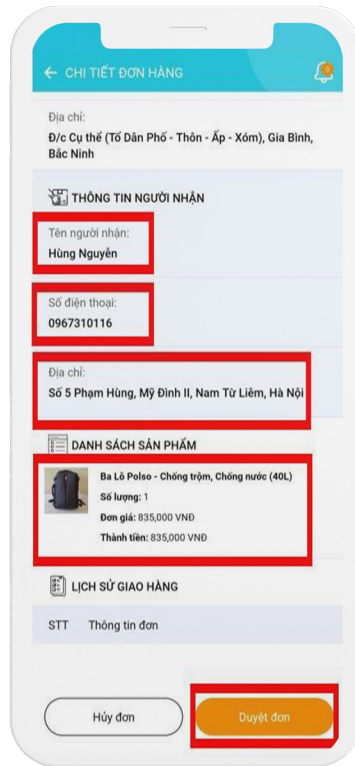 CHI TIẾT ĐƠN HÀNG
Địa chỉ:
Đ/c Cụ thể (Tổ Dân Phố - Thôn - Ấp - Xóm), Gia Bình,
Bắc Ninh
THÔNG TIN NGƯỜI NHẬN
Tên người nhận:
Hùng Nguyễn
Số điện thoại:
0967310116
Địa chỉ:
Số 5 Phạm Hùng, Mỹ Đình II, Nam Từ Liêm, Hà Nội
DANH SÁCH SẢN PHẨM
Ba Lô Polso - Chống trộm, Chống nước (40L)
Số lượng: 1
Đơn giá: 835,000 VNĐ
Thành tiền: 835,000 VNĐ
LỊCH SỬ GIAO HÀNG
STT Thông tin đơn
Hủy đơn
Duyệt đơn